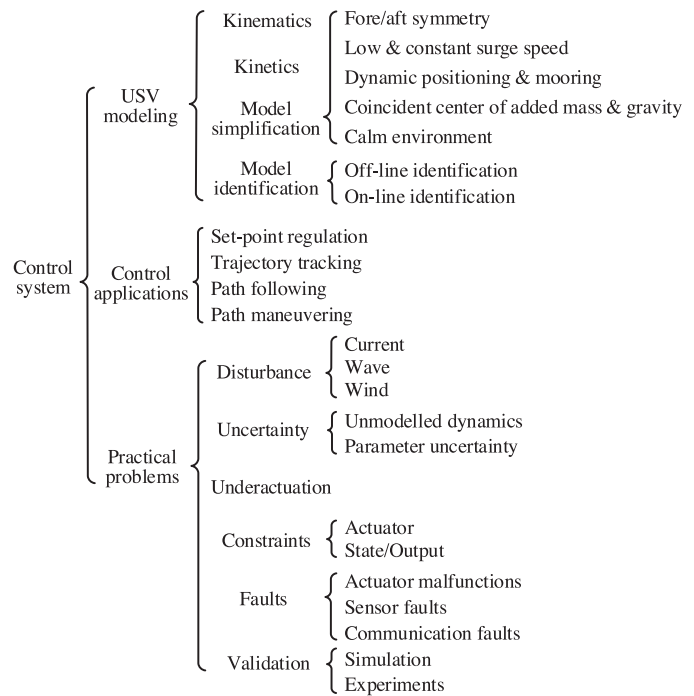 Control
system
USV
modeling
Kinematics
Kinetics
Model
simplification
Fore/aft symmetry
Low & constant surge speed
Dynamic positioning & mooring
Coincident center of added mass & gravity
Calm environment
Model
identification
Off-line identification
On-line identification
Control
applications
Set-point regulation
Trajectory tracking
Path following
Path maneuvering
Practical
problems
Disturbance
Current
Wave
Wind
Uncertainty
Unmodelled dynamics
Parameter uncertainty
Underactuation
Constraints
Actuator
State/Output
Faults
Actuator malfunctions
Sensor faults
Communication faults
Validation
Simulation
Experiments